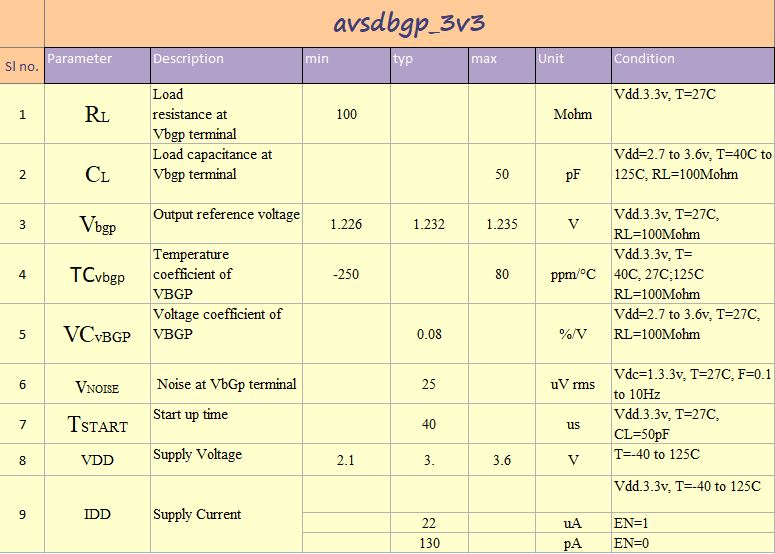 avsdbgp_3v3
Sl no. Parameter Description min typ max Unit Condition
1 RL Load resistance at Vbgp terminal 100 Mohm Vdd.3.3v, T=27C
2 CL Load capacitance at Vbgp terminal 50 pF Vdd=2.7 to 3.6v, T=40C to 125C, RL=100Mohm
3 Vbgp Output reference voltage 1.226 1.232 1.235 V Vdd.3.3v, T=27C, RL=100Mohm
4 TCvbgp Temperature coefficient of VBGP -250 80 ppm/°C Vdd.3.3v, T= 40C, 27C;125C RL=100Mohm
5 VCvBGP Voltage coefficient of VBGP 0.08 %/V Vdd=2.7 to 3.6v, T=27C, RL=100Mohm
6 VNOISE Noise at VbGp terminal 25 uV rms Vdc=1.3.3v, T=27C, F=0.1 to 10Hz
7 TSTART Start up time 40 us Vdd.3.3v, T=27C, CL=50pF
8 VDD Supply Voltage 2.1 3. 3.6 V T=-40 to 125C
9 IDD Supply Current Vdd.3.3v, T=-40 to 125C
22 uA EN=1
130 pA EN=0